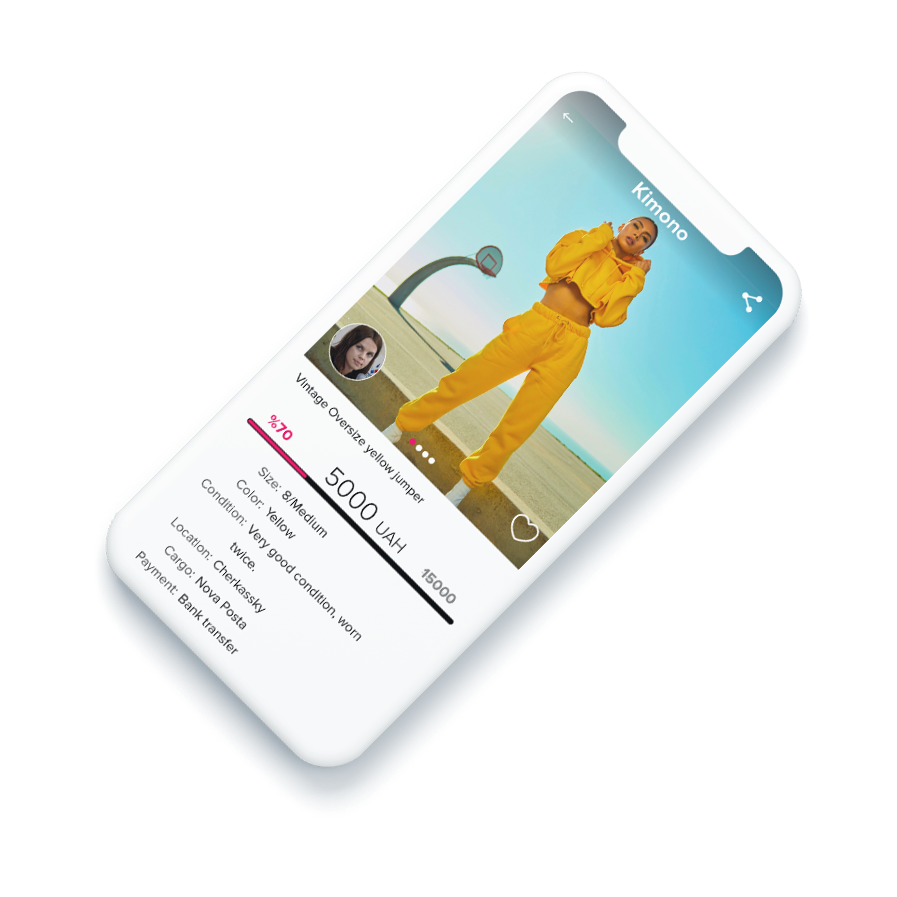 Kimono
Vintage Oversize yellow jumper
%70
5000 UAH
15000
Size: 8/Medium
Color: Yellow
Condition: Very good condition, worn
twice.
Location: Cherkassky
Cargo: Nova Posta
Payment: Bank transfer